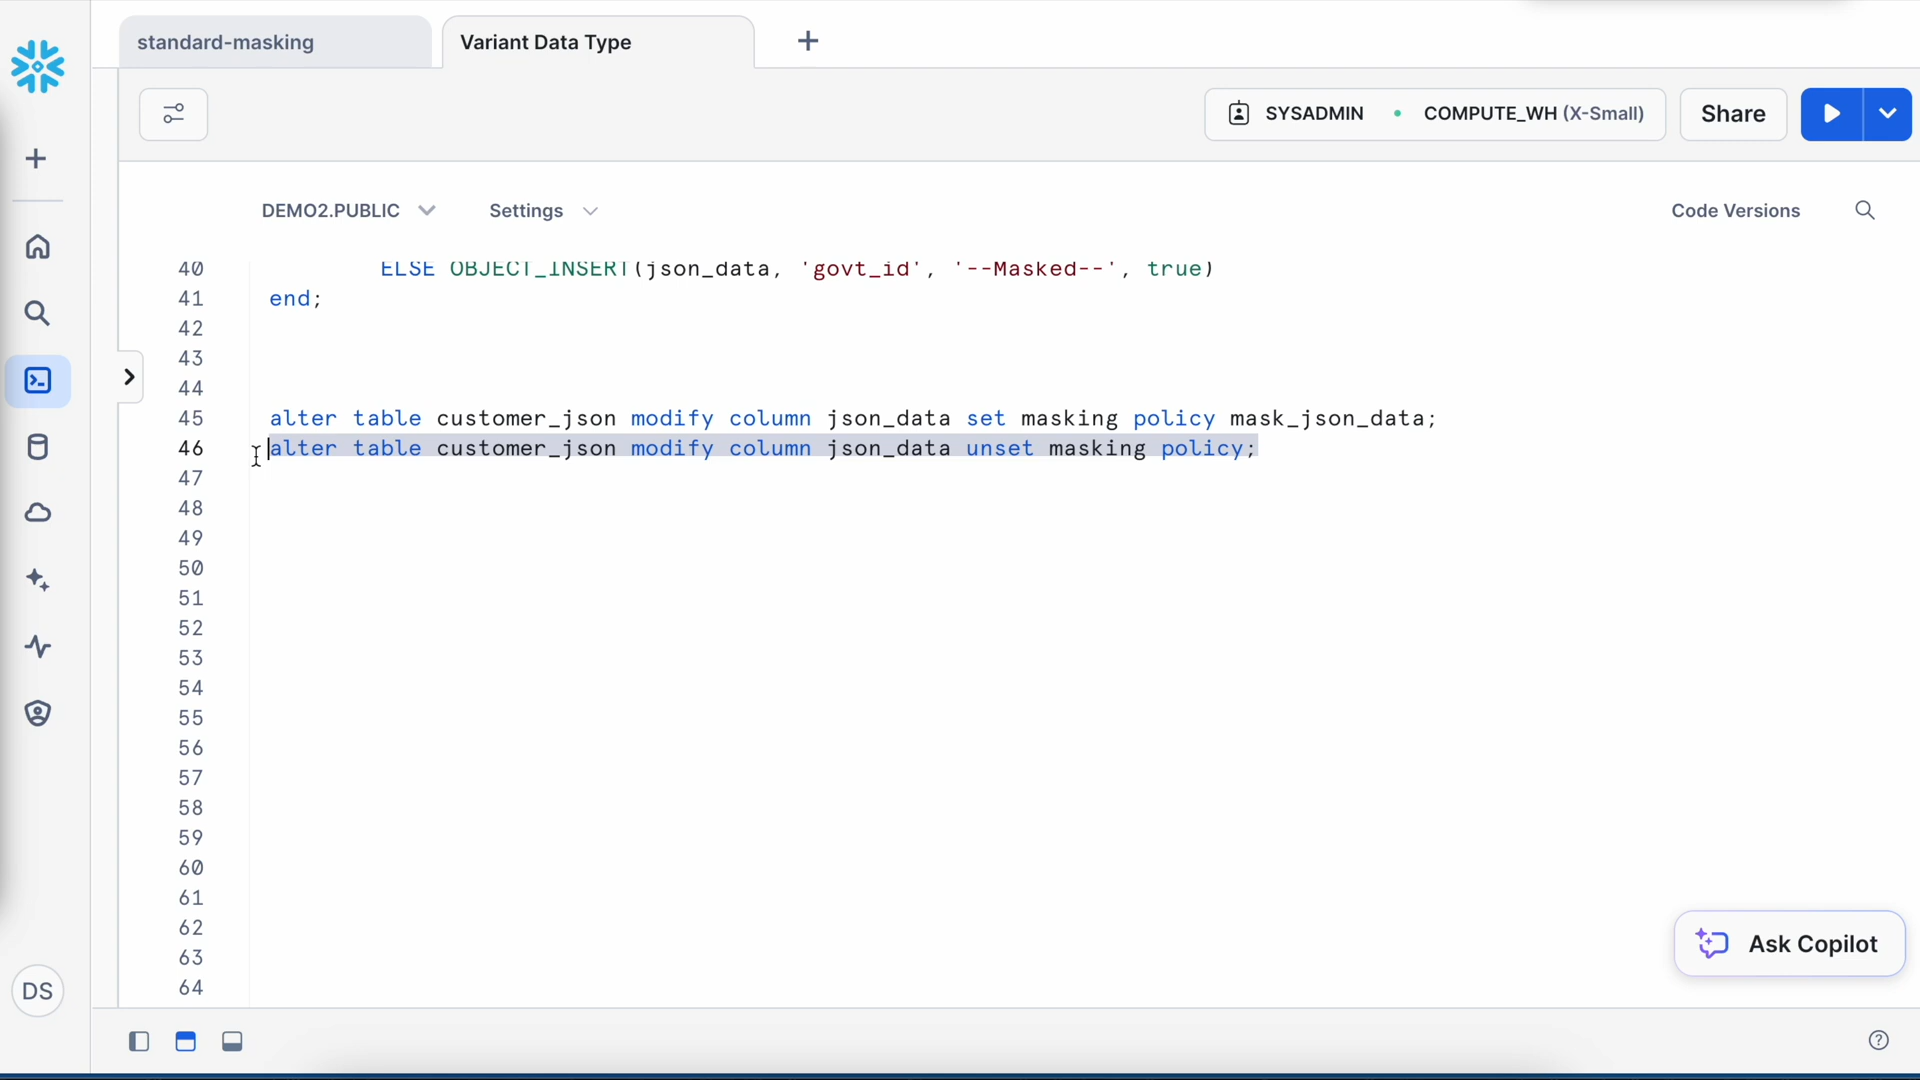 standard-masking
Variant Data Type
SYSADMIN • COMPUTE_WH (X-Small)
Share
DEMO2.PUBLIC
Settings
Code Versions
40 ELSE OBJECT_INSERT(json_data, 'govt_id', '--Masked--', true)
41 end;
42
43
44
45 alter table customer_json modify column json_data set masking policy mask_json_data;
46 alter table customer_json modify column json_data unset masking policy;
47
48
49
50
51
52
53
54
55
56
57
58
59
60
61
62
63
64
Ask Copilot
DS